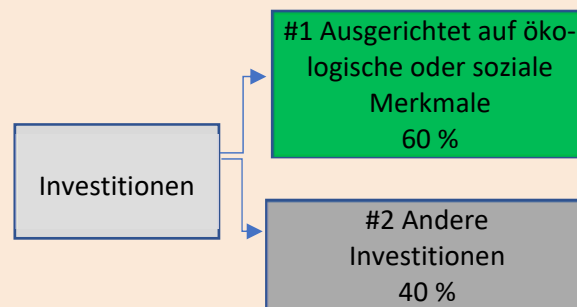 #1 Ausgerichtet auf öko-
logische oder soziale
Merkmale
60 %
Investitionen
#2 Andere
Investitionen
40 %